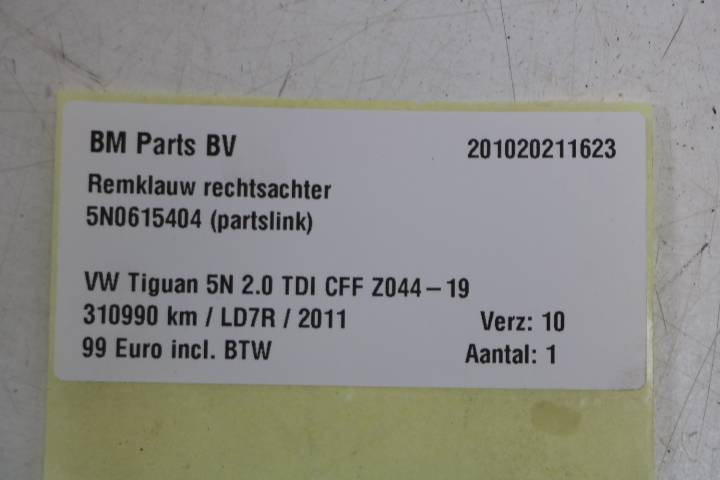 BM Parts BV 201020211623
Remklauw rechtsachter
5N0615404 (partslink)
VW Tiguan 5N 2.0 TDI CFF Z044-19
310990 km / LD7R / 2011 Verz: 10
99 Euro incl. BTW Aantal: 1